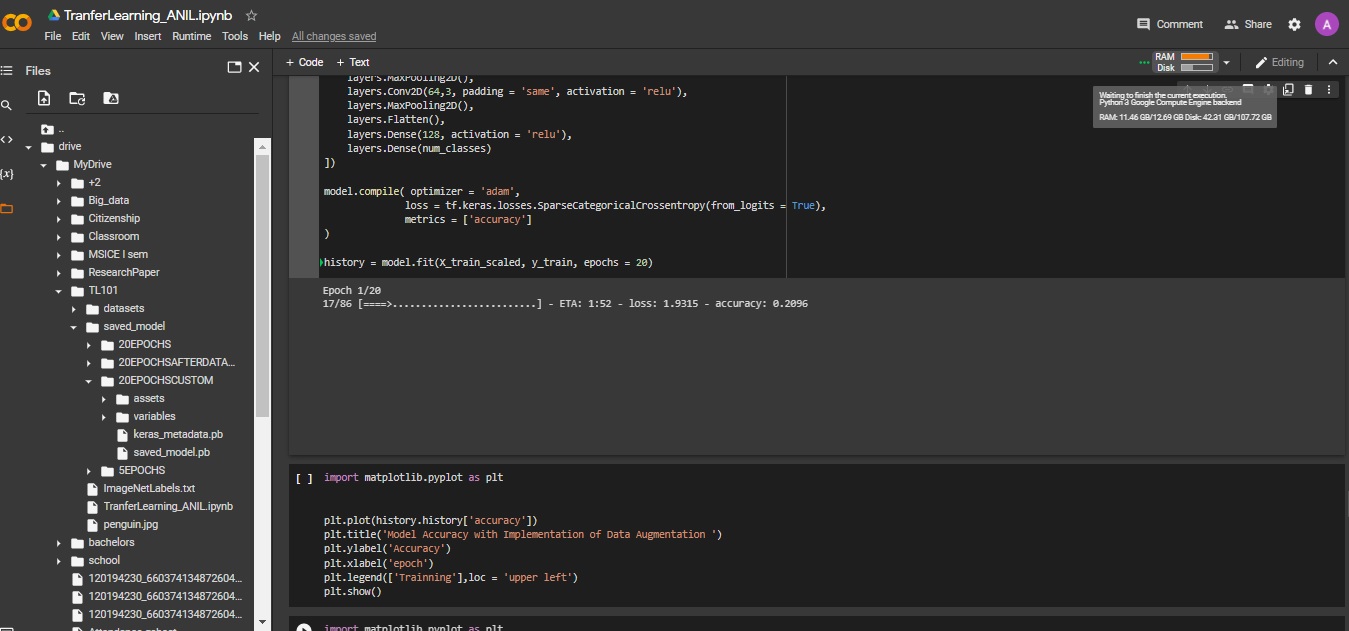 TranferLearning_ANIL.ipynb
File Edit View Insert Runtime Tools Help All changes saved
Comment Share A
Files
+ Code + Text
RAM
Disk
Editing
Waiting to finish the current execution.
Python 3 Google Compute Engine backend
RAM: 11.46 GB/12.69 GB Disk: 42.31 GB/107.72 GB
{x}
..
drive
MyDrive
+2
Big_data
Citizenship
Classroom
MSICE I sem
ResearchPaper
TL101
datasets
saved_model
20EPOCHS
20EPOCHSAFTERDATA...
20EPOCHSCUSTOM
assets
variables
keras_metadata.pb
saved_model.pb
5EPOCHS
ImageNetLabels.txt
TranferLearning_ANIL.ipynb
penguin.jpg
bachelors
school
120194230_660374134872604...
120194230_660374134872604...
120194230_660374134872604...
layers.MaxPooling2D(),
layers.Conv2D(64,3, padding = 'same', activation = 'relu'),
layers.MaxPooling2D(),
layers.Flatten(),
layers.Dense(128, activation = 'relu'),
layers.Dense(num_classes)
])
model.compile( optimizer = 'adam',
loss = tf.keras.losses.SparseCategoricalCrossentropy(from_logits = True),
metrics = ['accuracy']
)
history = model.fit(X_train_scaled, y_train, epochs = 20)
Epoch 1/20
17/86 [====>.........................] - ETA: 1:52 - loss: 1.9315 - accuracy: 0.2096
[ ] import matplotlib.pyplot as plt
plt.plot(history.history['accuracy'])
plt.title('Model Accuracy with Implementation of Data Augmentation ')
plt.ylabel('Accuracy')
plt.xlabel('epoch')
plt.legend(['Trainning'],loc = 'upper left')
plt.show()
import matplotlib.pyplot as plt